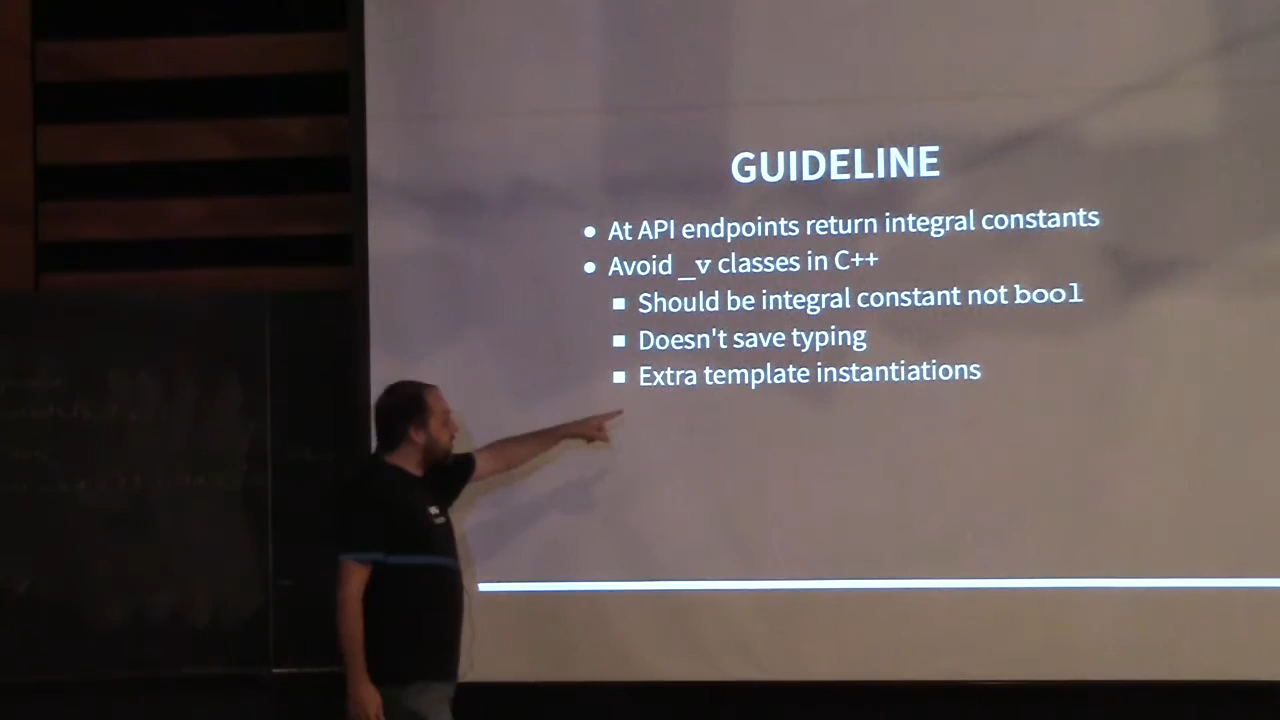 GUIDELINE
At API endpoints return integral constants
Avoid _v classes in C++
Should be integral constant not bool
Doesn't save typing
Extra template instantiations